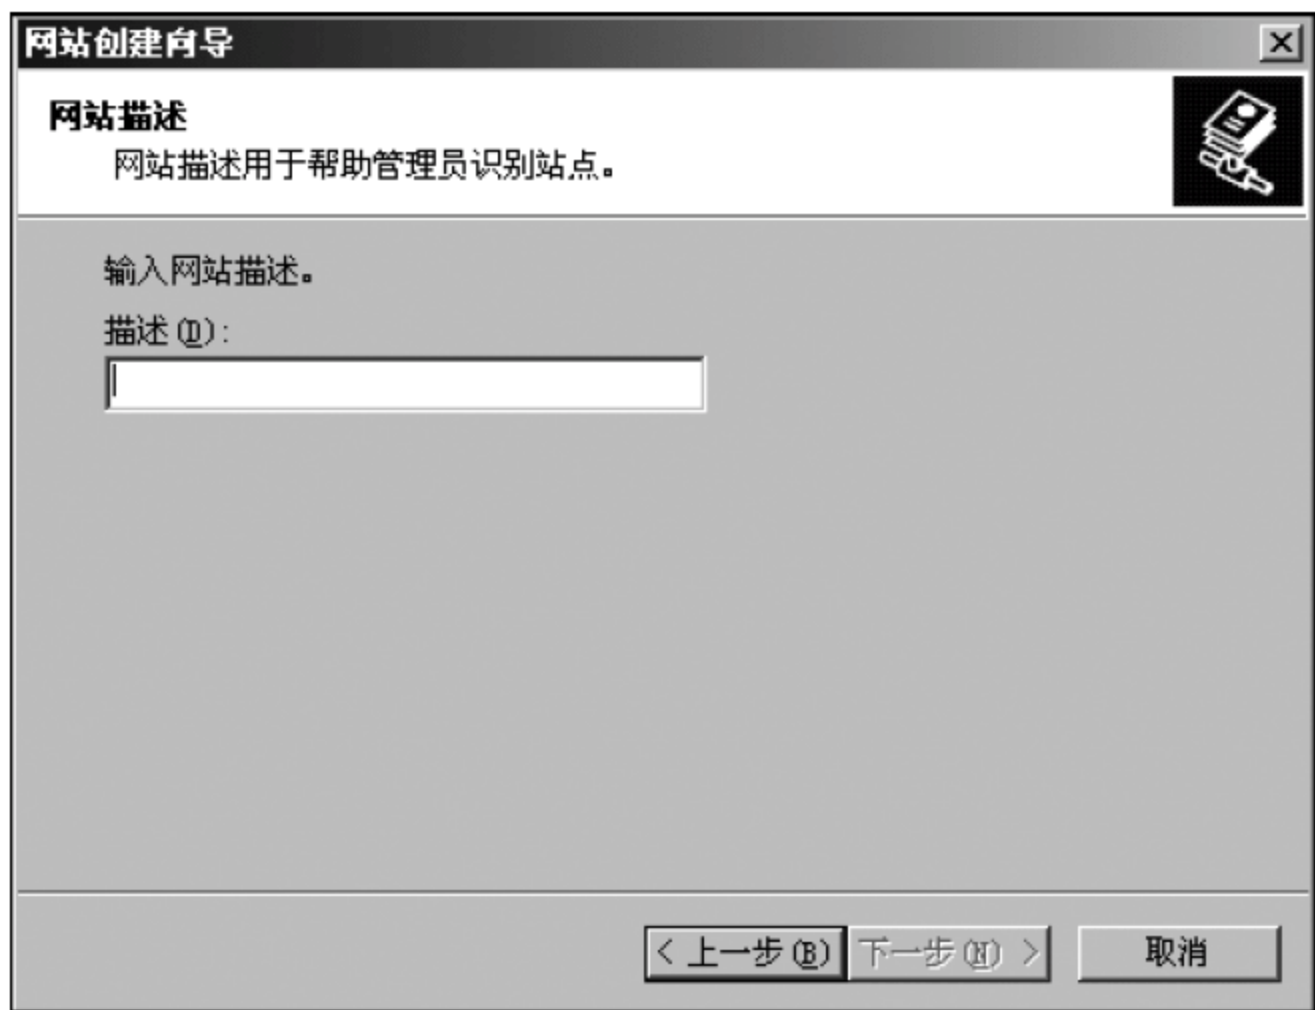 网站创建向导
网站描述
网站描述用于帮助管理员识别站点。
输入网站描述。
描述(D):
< 上一步(B) 下一步(N) > 取消